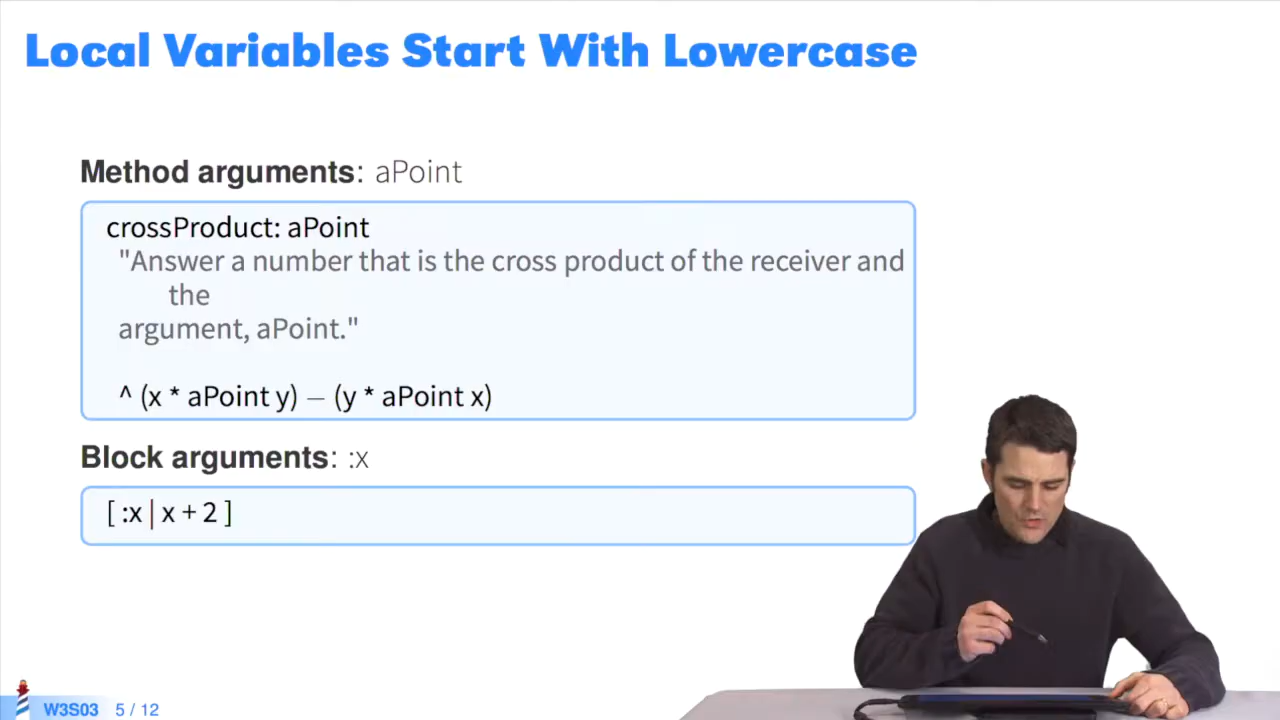 Local Variables Start With Lowercase
Method arguments: aPoint
crossProduct: aPoint
"Answer a number that is the cross product of the receiver and
the
argument, aPoint."
^ (x * aPoint y) – (y * aPoint x)
Block arguments: :x
[ :x | x + 2 ]
W3S03 5 / 12